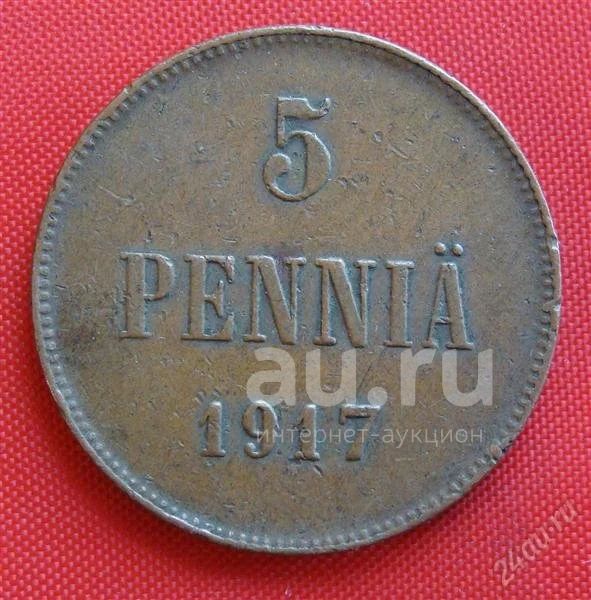 5
PENNIÄ
1917
au.ru
интернет-аукцион
24au.ru